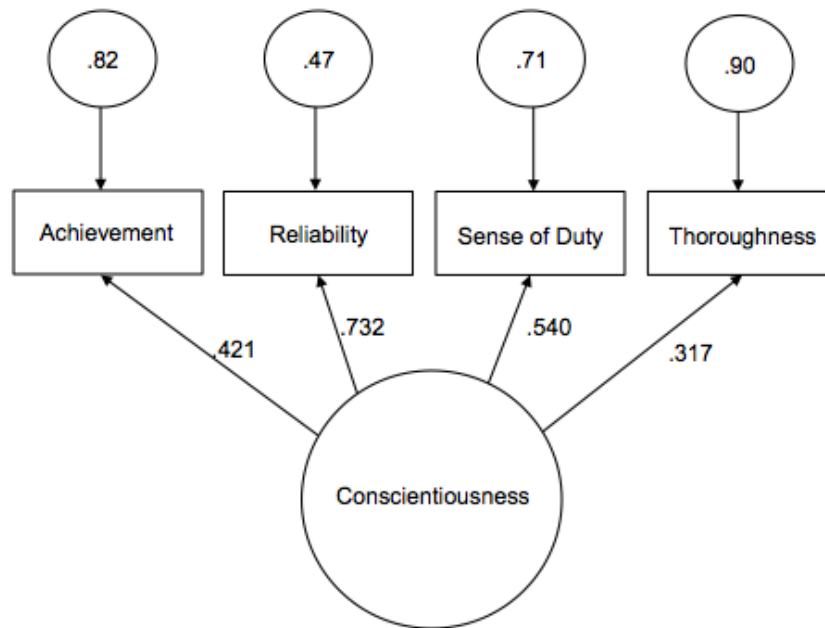 .82
.47
.71
.90
Achievement
Reliability
Sense of Duty
Thoroughness
.421
.732
.540
.317
Conscientiousness